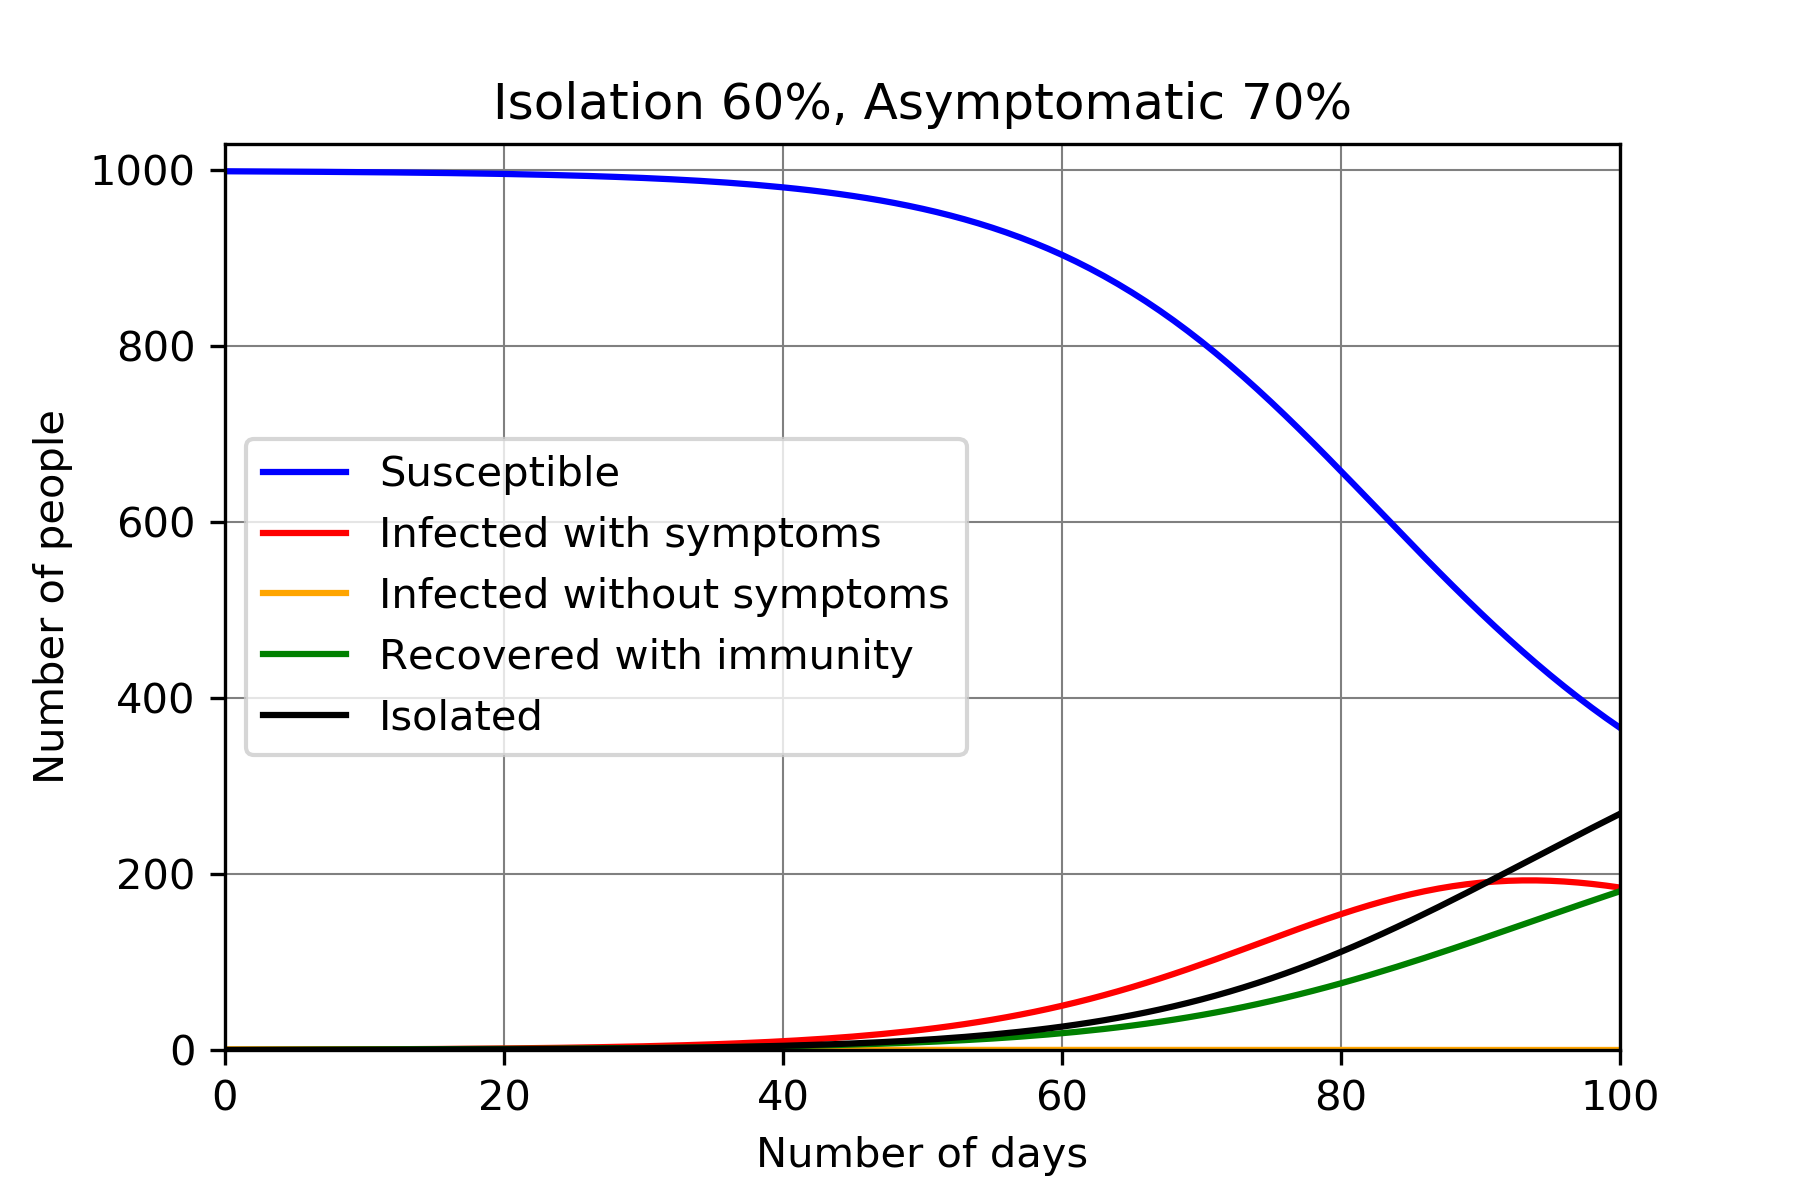 Isolation 60%, Asymptomatic 70%
Number of people
1000
800
600
400
200
0
Susceptible
Infected with symptoms
Infected without symptoms
Recovered with immunity
Isolated
0 20 40 60 80 100
Number of days